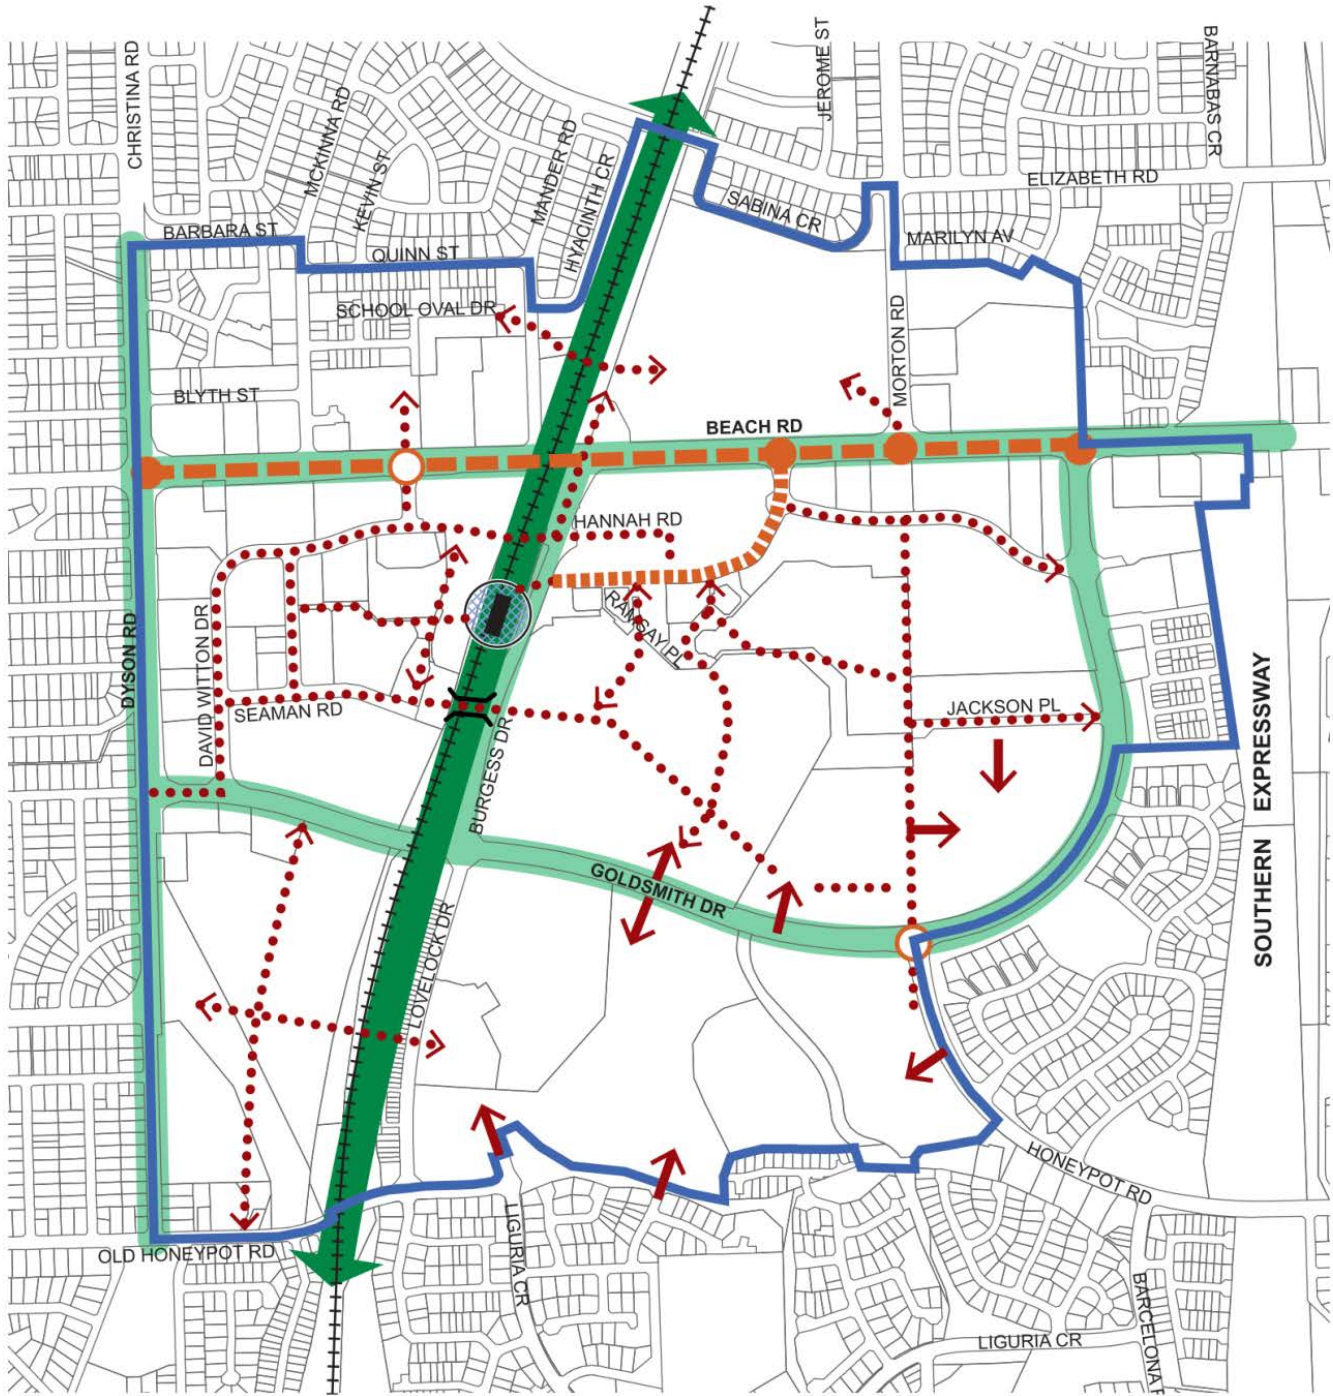 CHRISTINA RD
MCKINNA RD
KEVIN ST
MANDER RD
HYACINTH CR
JEROME ST
BARNABAS CR
ELIZABETH RD
SABINA CR
MARILYN AV
BARBARA ST
QUINN ST
SCHOOL OVAL DR
MORTON RD
BLYTH ST
BEACH RD
HANNAH RD
RAMSAY PL
DYSON RD
DAVID WITTON DR
SEAMAN RD
JACKSON PL
BURGESS DR
SOUTHERN EXPRESSWAY
GOLDSMITH DR
LOVELOCK DR
HONEYPOT RD
OLD HONEYPOT RD
LIGURIA CR
LIGURIA CR
BARCELONA